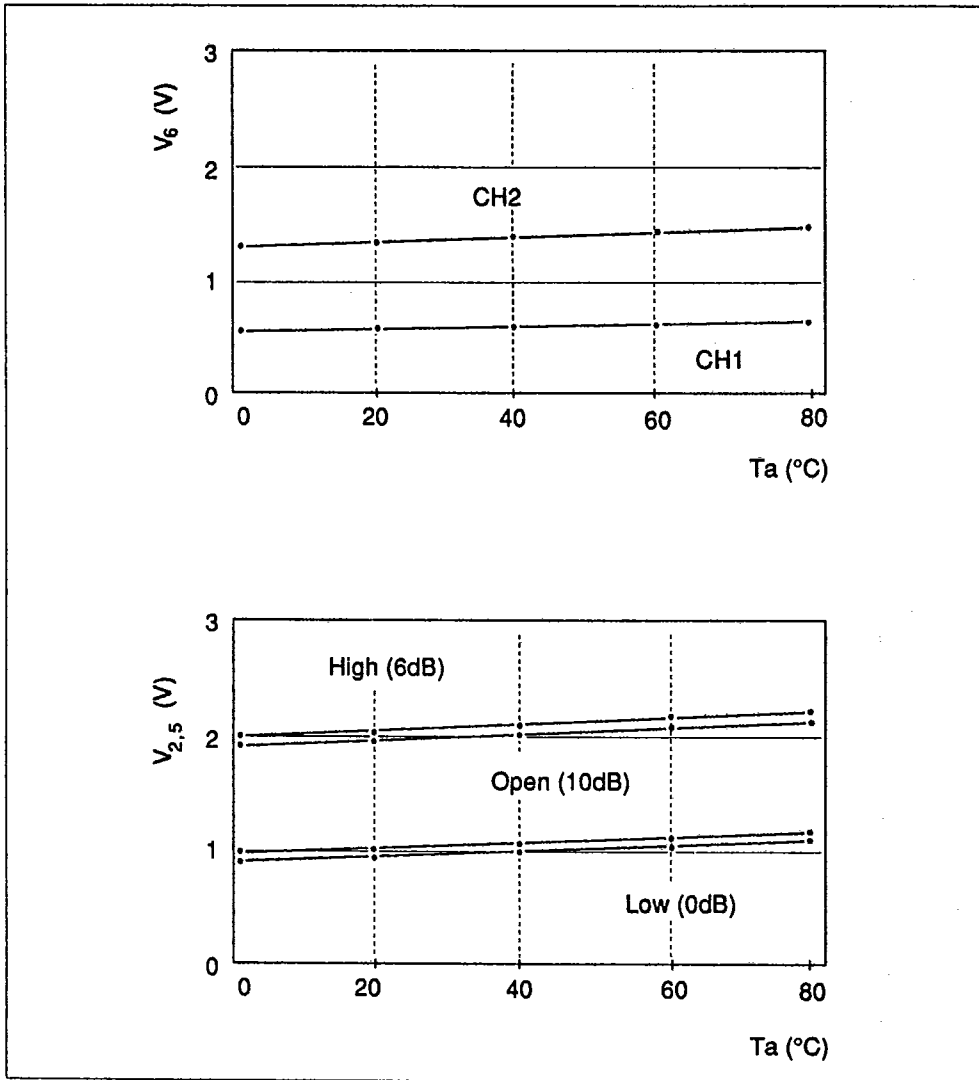 3
V6 (V)
2
CH2
1
CH1
0
0 20 40 60 80
Ta (°C)
3
High (6dB)
V2,5 (V)
2
Open (10dB)
1
Low (0dB)
0
0 20 40 60 80
Ta (°C)